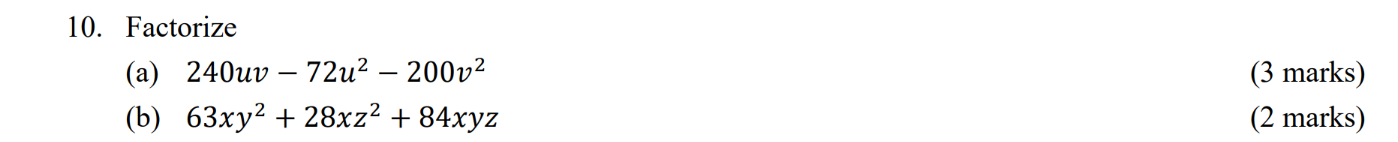 10. Factorize
(a) 240uv − 72u² − 200v² (3 marks)
(b) 63xy² + 28xz² + 84xyz (2 marks)